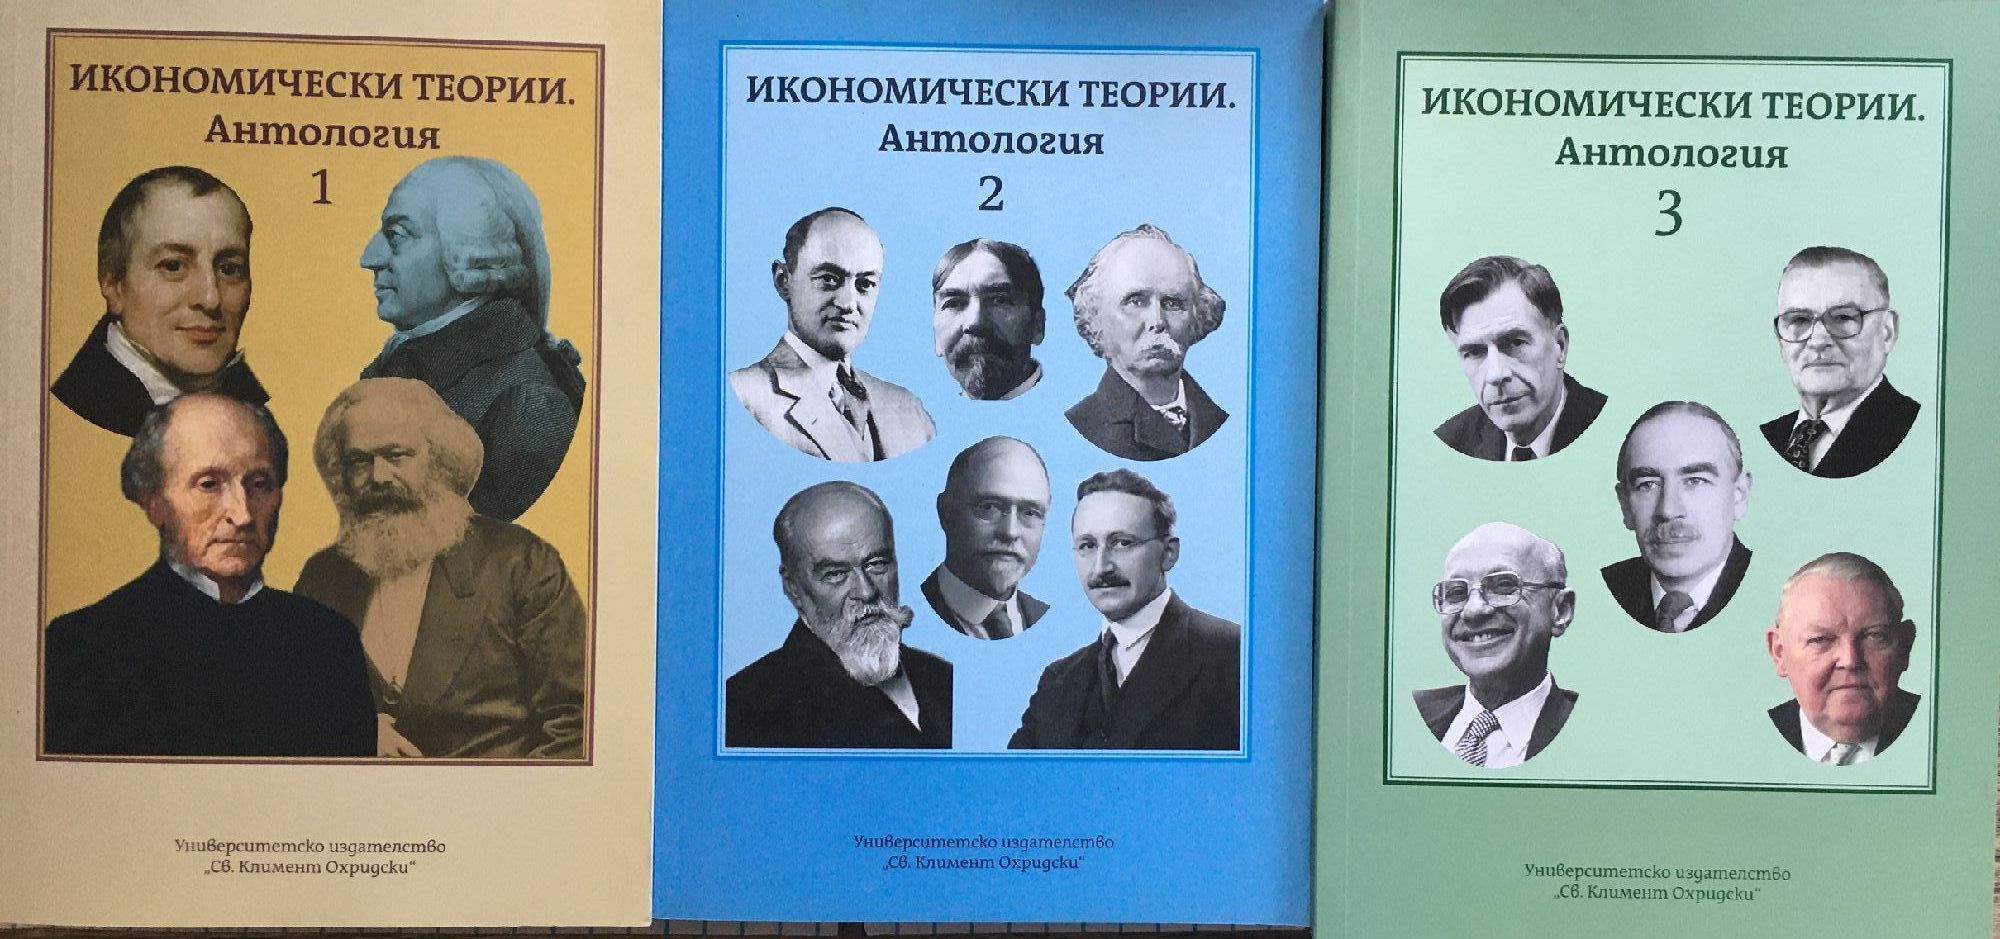 ИКОНОМИЧЕСКИ ТЕОРИИ.
Антология
1
Университетско издателство
„Св. Климент Охридски“
ИКОНОМИЧЕСКИ ТЕОРИИ.
Антология
2
Университетско издателство
„Св. Климент Охридски“
ИКОНОМИЧЕСКИ ТЕОРИИ.
Антология
3
Университетско издателство
„Св. Климент Охридски“